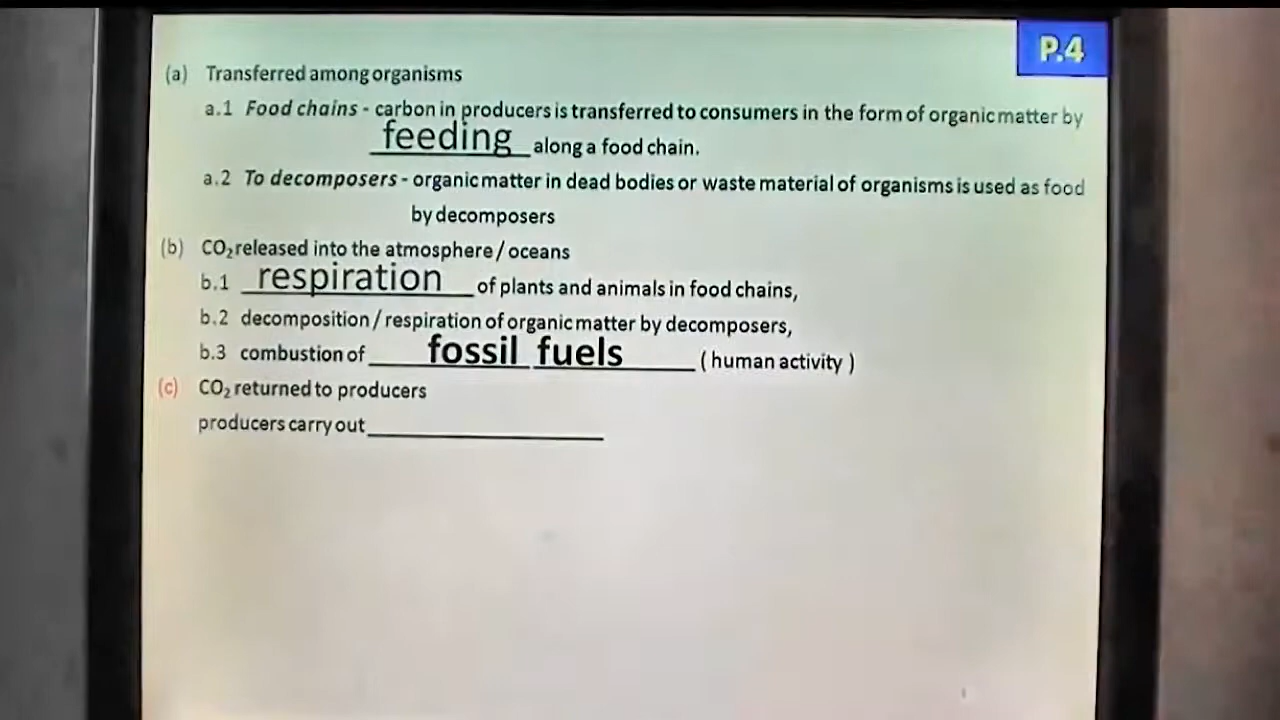 P.4
(a) Transferred among organisms
a.1 Food chains - carbon in producers is transferred to consumers in the form of organic matter by
feeding along a food chain.
a.2 To decomposers - organic matter in dead bodies or waste material of organisms is used as food
by decomposers
(b) CO₂ released into the atmosphere / oceans
b.1 respiration of plants and animals in food chains,
b.2 decomposition / respiration of organic matter by decomposers,
b.3 combustion of fossil fuels ( human activity )
(c) CO₂ returned to producers
producers carry out